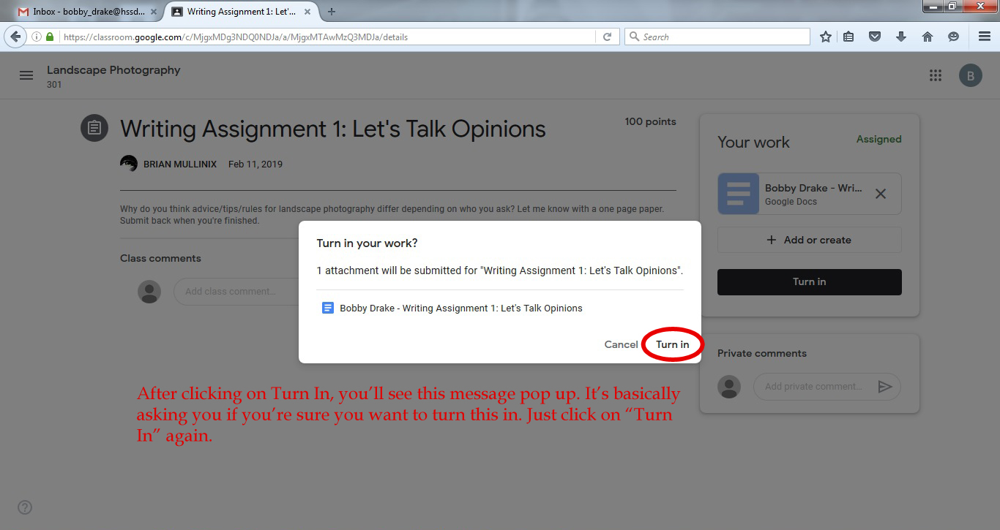 Inbox - bobby_drake@hssd...
Writing Assignment 1: Let'...
https://classroom.google.com/c/MjgxMDg3NDQ0NDJa/a/MjgxMTAwMzQ3MDJa/details
Search
Landscape Photography
301
B
Writing Assignment 1: Let's Talk Opinions
100 points
BRIAN MULLINIX Feb 11, 2019
Why do you think advice/tips/rules for landscape photography differ depending on who you ask? Let me know with a one page paper.
Submit back when you're finished.
Class comments
Add class comment...
Your work
Assigned
Bobby Drake - Wri...
Google Docs
+ Add or create
Turn in
Private comments
Add private comment...
Turn in your work?
1 attachment will be submitted for "Writing Assignment 1: Let's Talk Opinions".
Bobby Drake - Writing Assignment 1: Let's Talk Opinions
Cancel Turn in
After clicking on Turn In, you’ll see this message pop up. It’s basically
asking you if you’re sure you want to turn this in. Just click on “Turn
In” again.